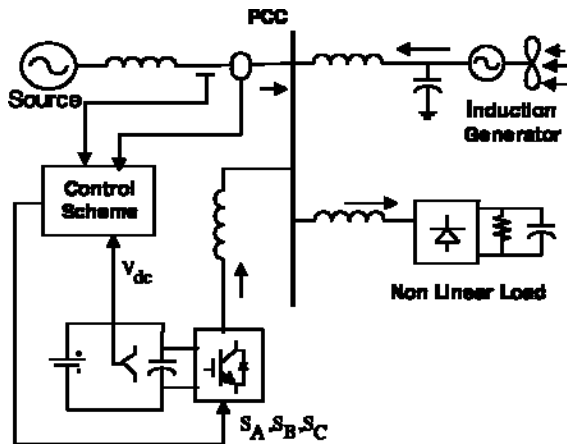 PCC
Source
Induction
Generator
Control
Scheme
Vdc
Non Linear Load
SA ,SB,SC